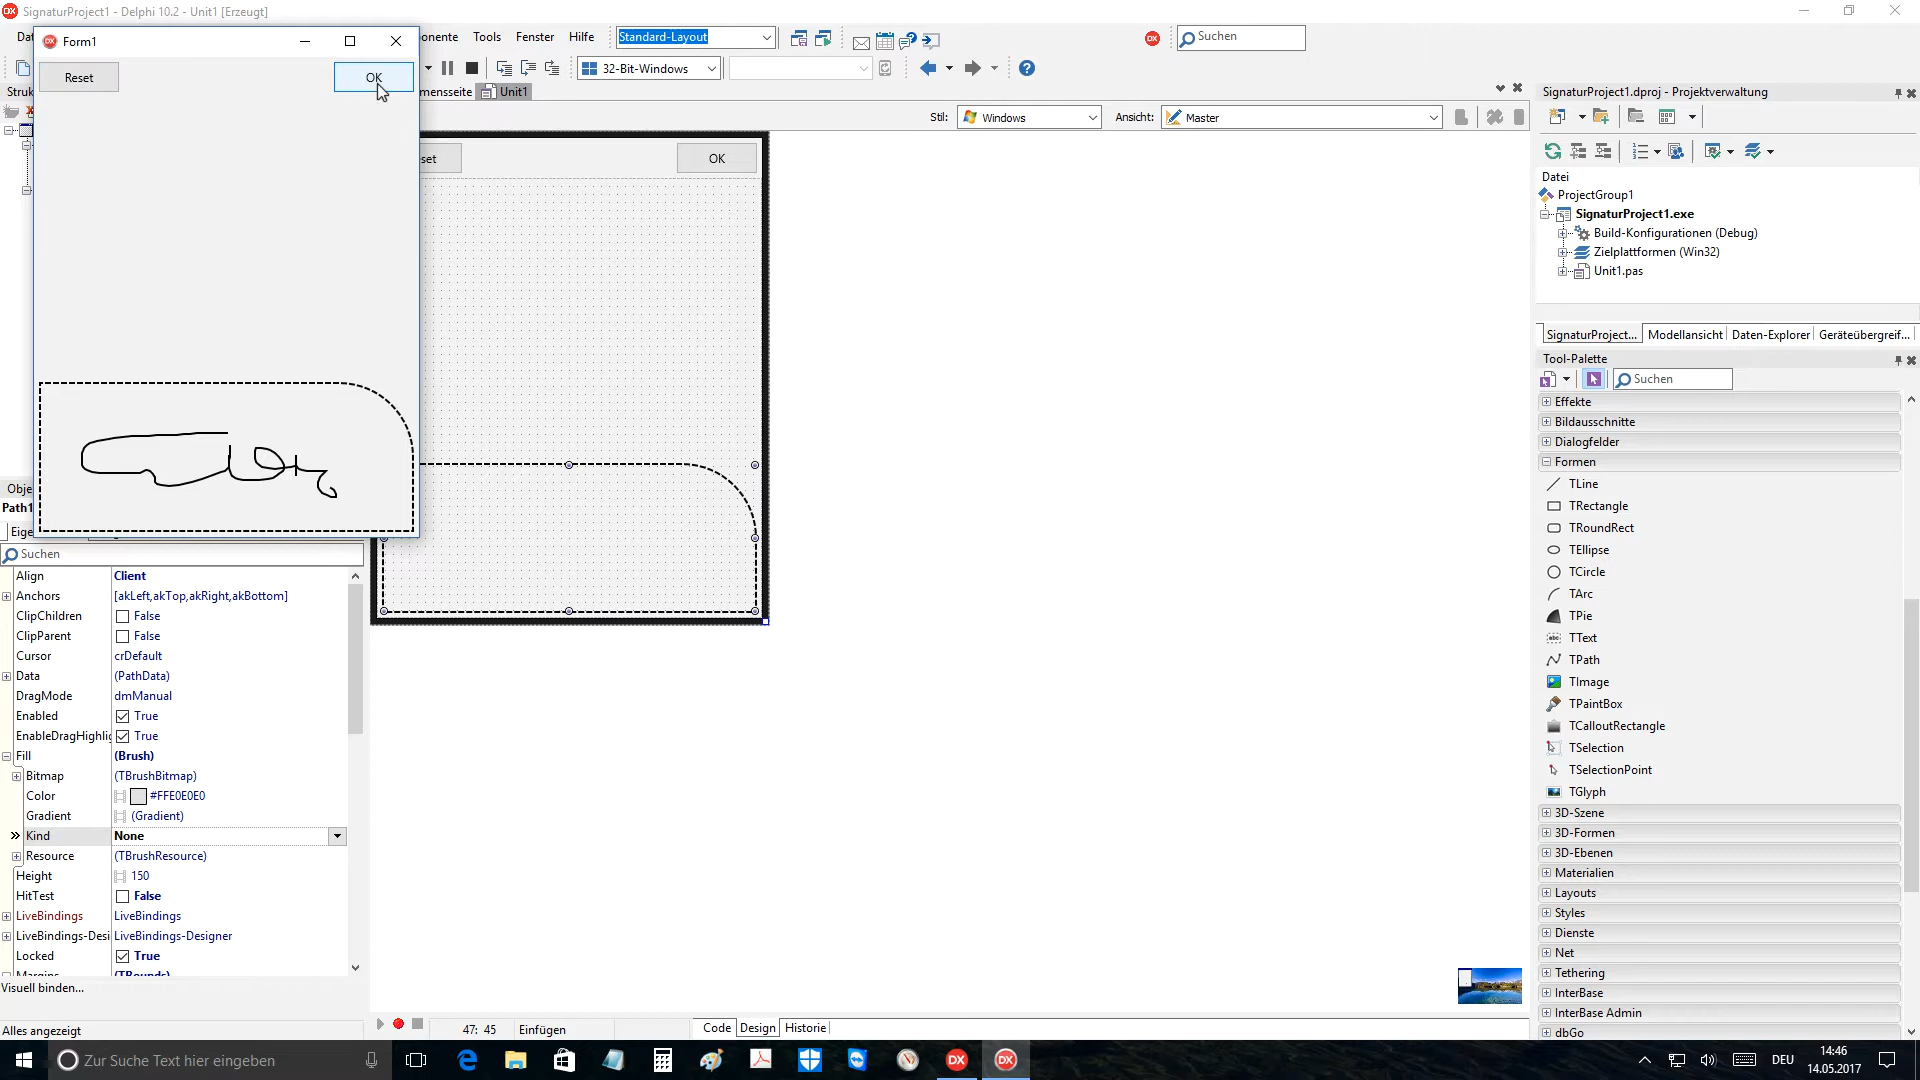 SignaturProject1 - Delphi 10.2 - Unit1 [Erzeugt]
Dat
onente Tools Fenster Hilfe Standard-Layout Suchen
Form1
Reset OK
32-Bit-Windows
Struk
mensseite Unit1
Stil: Windows Ansicht: Master
set OK
SignaturProject1.dproj - Projektverwaltung
Datei
ProjectGroup1
SignaturProject1.exe
Build-Konfigurationen (Debug)
Zielplattformen (Win32)
Unit1.pas
SignaturProject... Modellansicht Daten-Explorer Geräteübergreif...
Tool-Palette
Suchen
Effekte
Bildausschnitte
Dialogfelder
Formen
TLine
TRectangle
TRoundRect
TEllipse
TCircle
TArc
TPie
TText
TPath
TImage
TPaintBox
TCalloutRectangle
TSelection
TSelectionPoint
TGlyph
3D-Szene
3D-Formen
3D-Ebenen
Materialien
Layouts
Styles
Dienste
Net
Tethering
InterBase
InterBase Admin
dbGo
Obje
Path1
Eige
Suchen
Align Client
Anchors [akLeft,akTop,akRight,akBottom]
ClipChildren False
ClipParent False
Cursor crDefault
Data (PathData)
DragMode dmManual
Enabled True
EnableDragHighlig True
Fill (Brush)
Bitmap (TBrushBitmap)
Color #FFE0E0E0
Gradient (Gradient)
Kind None
Resource (TBrushResource)
Height 150
HitTest False
LiveBindings LiveBindings
LiveBindings-Desi LiveBindings-Designer
Locked True
Margins (TBounds)
Visuell binden...
Alles angezeigt
47: 45 Einfügen Code Design Historie
Zur Suche Text hier eingeben
DEU 14:46
14.05.2017